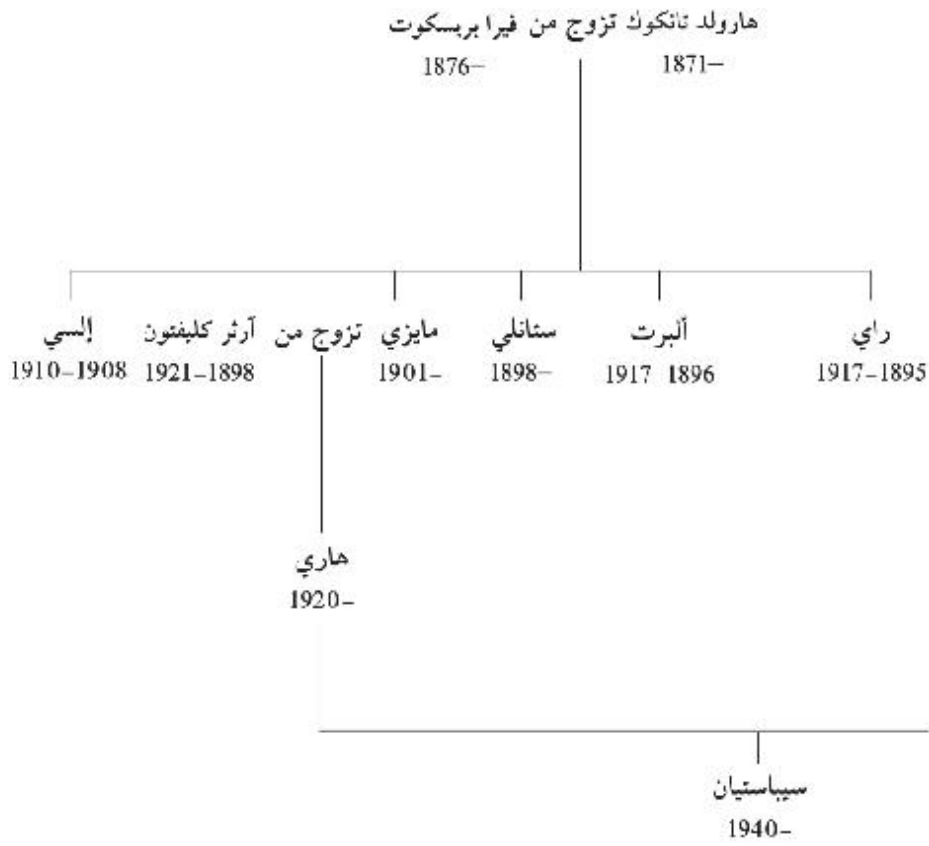 هارولد تانكوك تزوج من فيرا بريسكوت
1871– 1876–
راي ألبرت ستانلي مايزي تزوج من آرثر كليفتون إلسي
1895–1917 1896 1917 1898– 1901– 1898–1921 1908–1910
هاري
1920–
سيباستيان
1940–